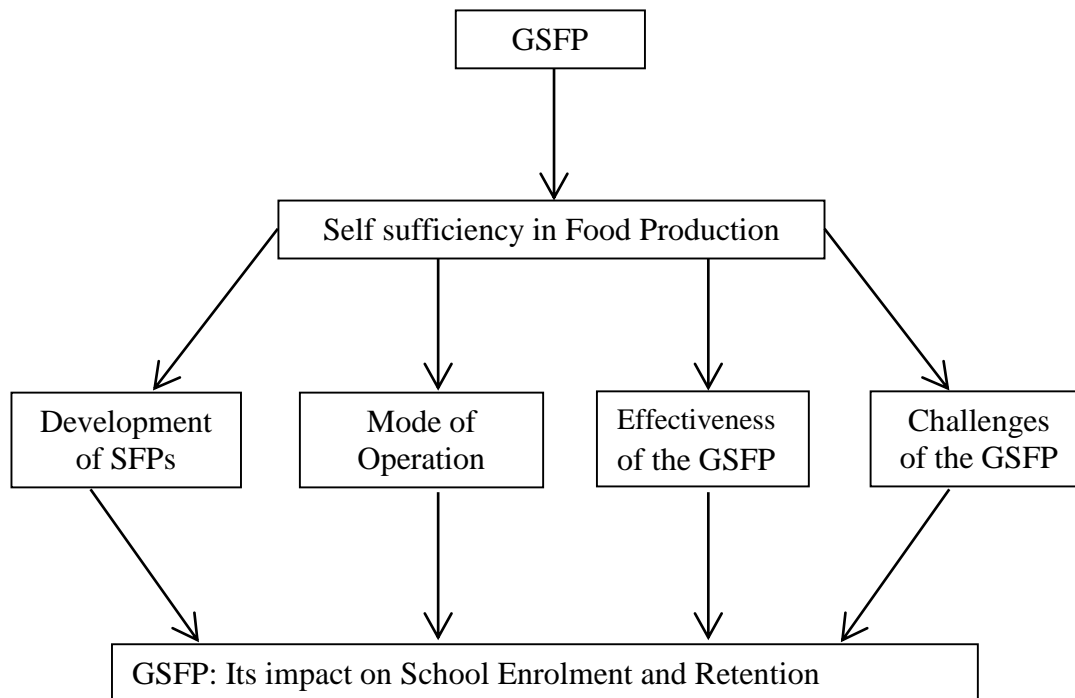 GSFP
Self sufficiency in Food Production
Development
of SFPs
Mode of
Operation
Effectiveness
of the GSFP
Challenges
of the GSFP
GSFP: Its impact on School Enrolment and Retention